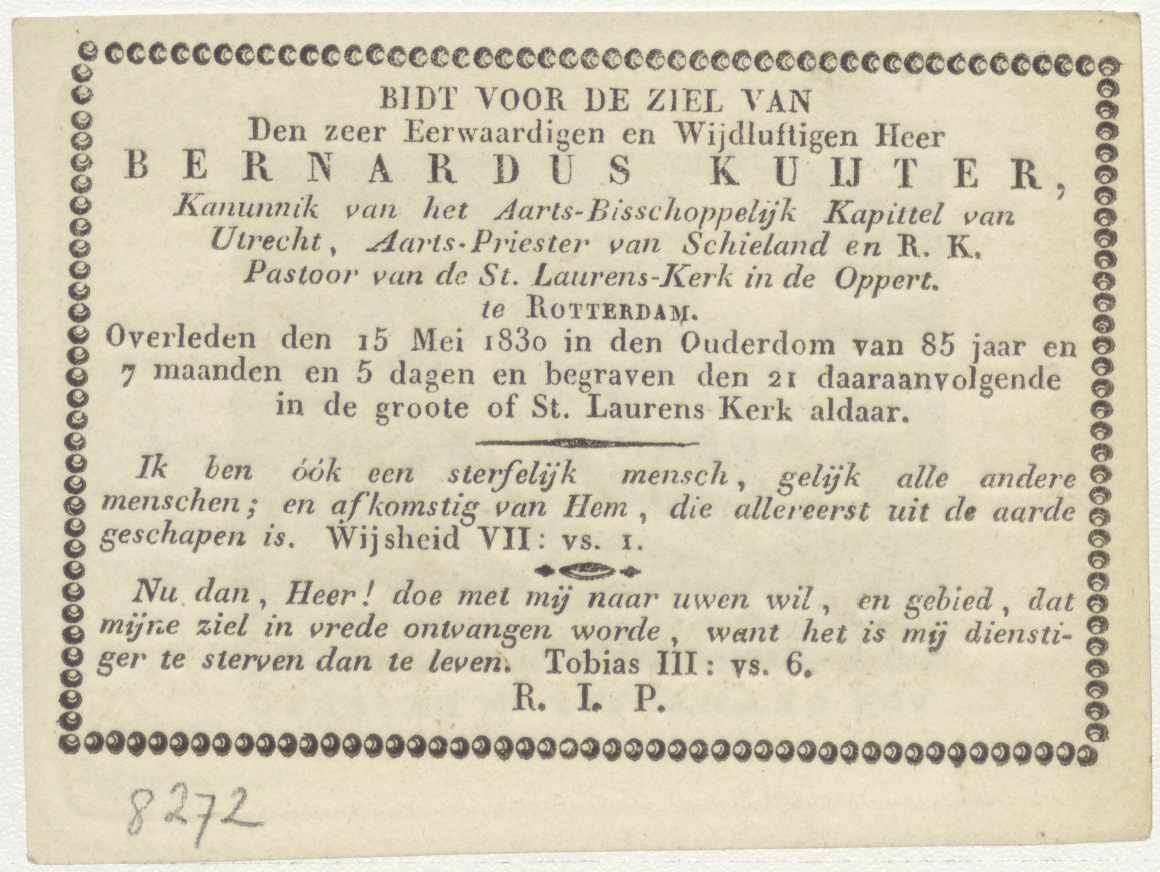 BIDT VOOR DE ZIEL VAN
Den zeer Eerwaardigen en Wijdluftigen Heer
BERNARDUS KUIJTER,
Kanunnik van het Aarts-Bisschoppelijk Kapittel van
Utrecht, Aarts-Priester van Schieland en R. K.
Pastoor van de St. Laurens-Kerk in de Oppert.
te ROTTERDAM.
Overleden den 15 Mei 1830 in den Ouderdom van 85 jaar en
7 maanden en 5 dagen en begraven den 21 daaraanvolgende
in de groote of St. Laurens Kerk aldaar.
Ik ben óók een sterfelijk mensch, gelijk alle andere
menschen; en afkomstig van Hem, die allereerst uit de aarde
geschapen is. Wijsheid VII: vs. 1.
Nu dan, Heer! doe met mij naar uwen wil, en gebied, dat
mijne ziel in vrede ontvangen worde, want het is mij diensti-
ger te sterven dan te leven. Tobias III: vs. 6.
R. I. P.
8272